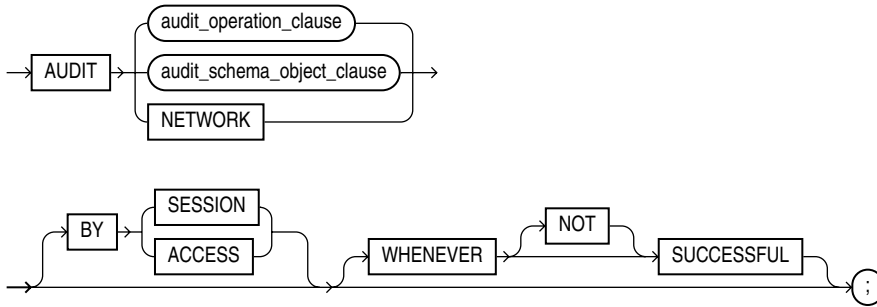 audit_operation_clause
AUDIT audit_schema_object_clause
NETWORK
SESSION NOT
BY ACCESS WHENEVER SUCCESSFUL
;